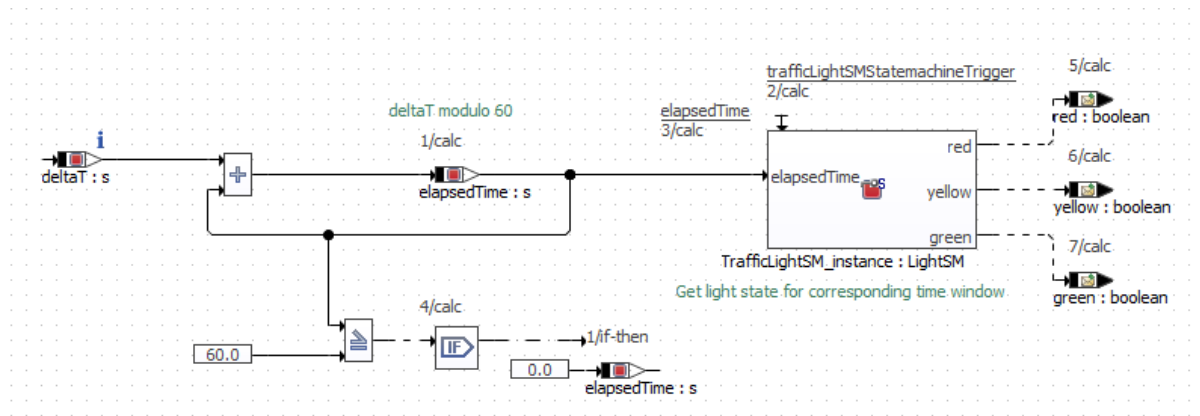 trafficLightSMStatemachineTrigger
2/calc
5/calc
red : boolean
deltaT modulo 60
1/calc
elapsedTime
3/calc
i
deltaT : s
+
elapsedTime : s
elapsedTime
red
yellow
green
S
6/calc
yellow : boolean
7/calc
green : boolean
TrafficLightSM_instance : LightSM
Get light state for corresponding time window
4/calc
60.0
≥
IF
1/if-then
0.0
elapsedTime : s